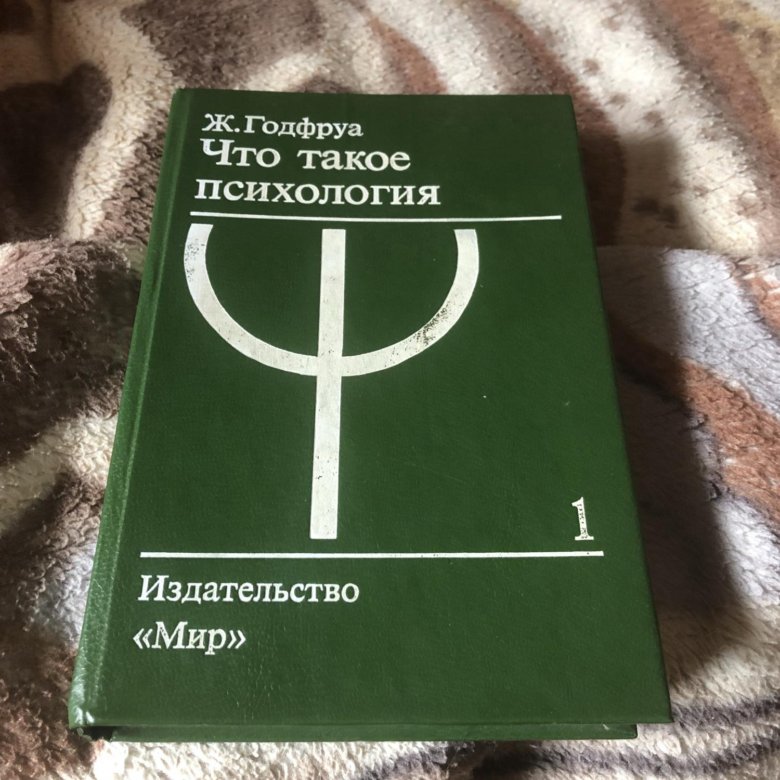 Ж. Годфруа
Что такое
психология
Ψ
1
Издательство
«Мир»